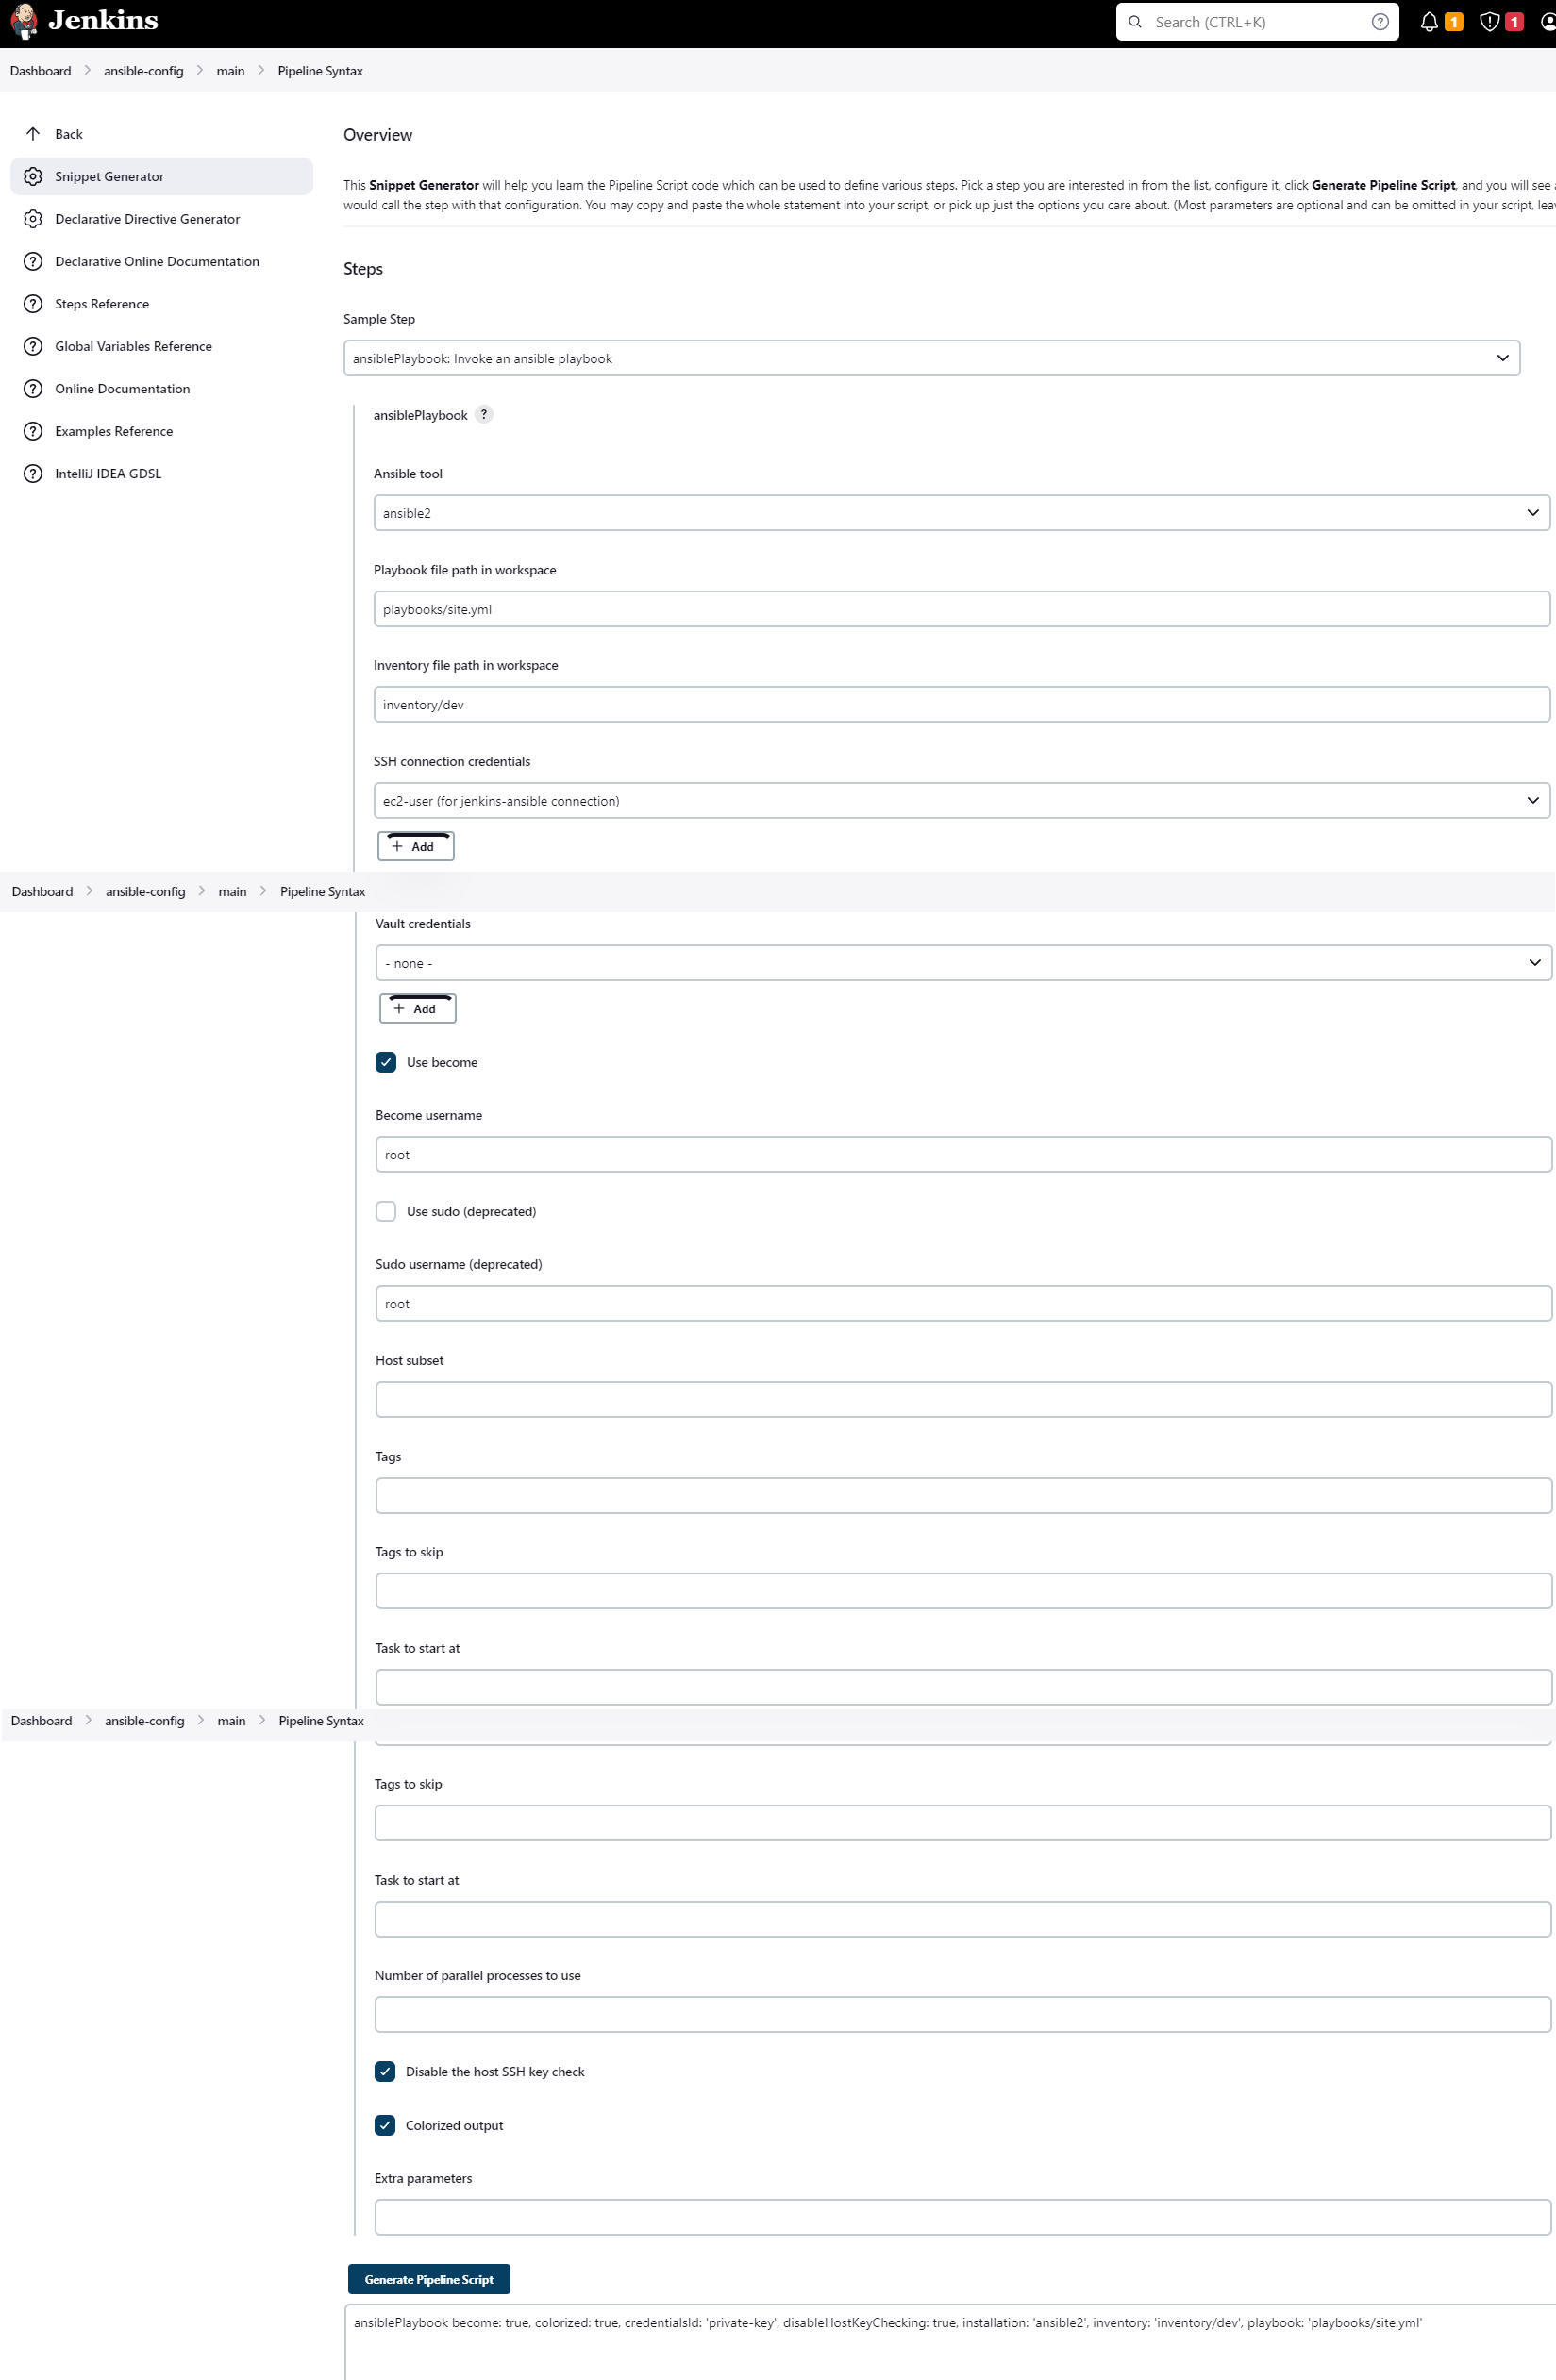 Jenkins
Search (CTRL+K)
1
1
Dashboard
ansible-config
main
Pipeline Syntax
Back
Snippet Generator
Declarative Directive Generator
Declarative Online Documentation
Steps Reference
Global Variables Reference
Online Documentation
Examples Reference
IntelliJ IDEA GDSL
Overview
This Snippet Generator will help you learn the Pipeline Script code which can be used to define various steps. Pick a step you are interested in from the list, configure it, click Generate Pipeline Script, and you will see
would call the step with that configuration. You may copy and paste the whole statement into your script, or pick up just the options you care about. (Most parameters are optional and can be omitted in your script,
Steps
Sample Step
ansiblePlaybook: Invoke an ansible playbook
ansiblePlaybook ?
Ansible tool
ansible2
Playbook file path in workspace
playbooks/site.yml
Inventory file path in workspace
inventory/dev
SSH connection credentials
ec2-user (for jenkins-ansible connection)
+ Add
Dashboard
ansible-config
main
Pipeline Syntax
Vault credentials
- none -
+ Add
Use become
Become username
root
Use sudo (deprecated)
Sudo username (deprecated)
root
Host subset
Tags
Tags to skip
Task to start at
Dashboard
ansible-config
main
Pipeline Syntax
Tags to skip
Task to start at
Number of parallel processes to use
Disable the host SSH key check
Colorized output
Extra parameters
Generate Pipeline Script
ansiblePlaybook become: true, colorized: true, credentialsId: 'private-key', disableHostKeyChecking: true, installation: 'ansible2', inventory: 'inventory/dev', playbook: 'playbooks/site.yml'